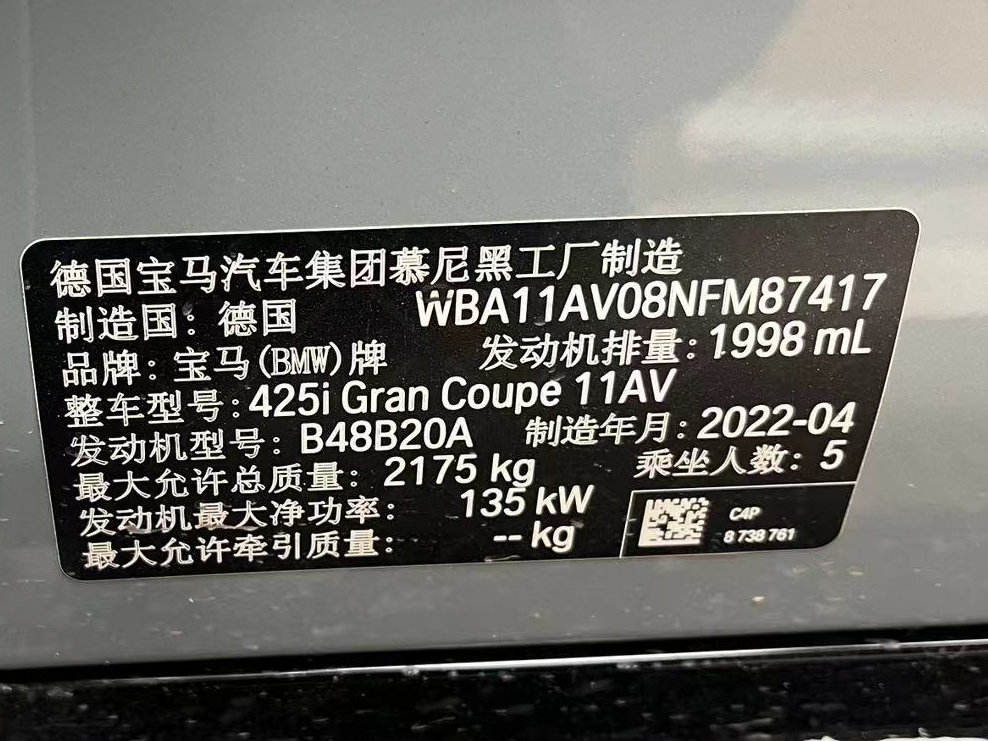 德国宝马汽车集团慕尼黑工厂制造
制造国：德国 WBA11AV08NFM87417
品牌：宝马(BMW)牌 发动机排量：1998 mL
整车型号：425i Gran Coupe 11AV
发动机型号：B48B20A 制造年月：2022-04
最大允许总质量：2175 kg 乘坐人数：5
发动机最大净功率：135 kW
最大允许牵引质量：-- kg
C4P
8 738 761